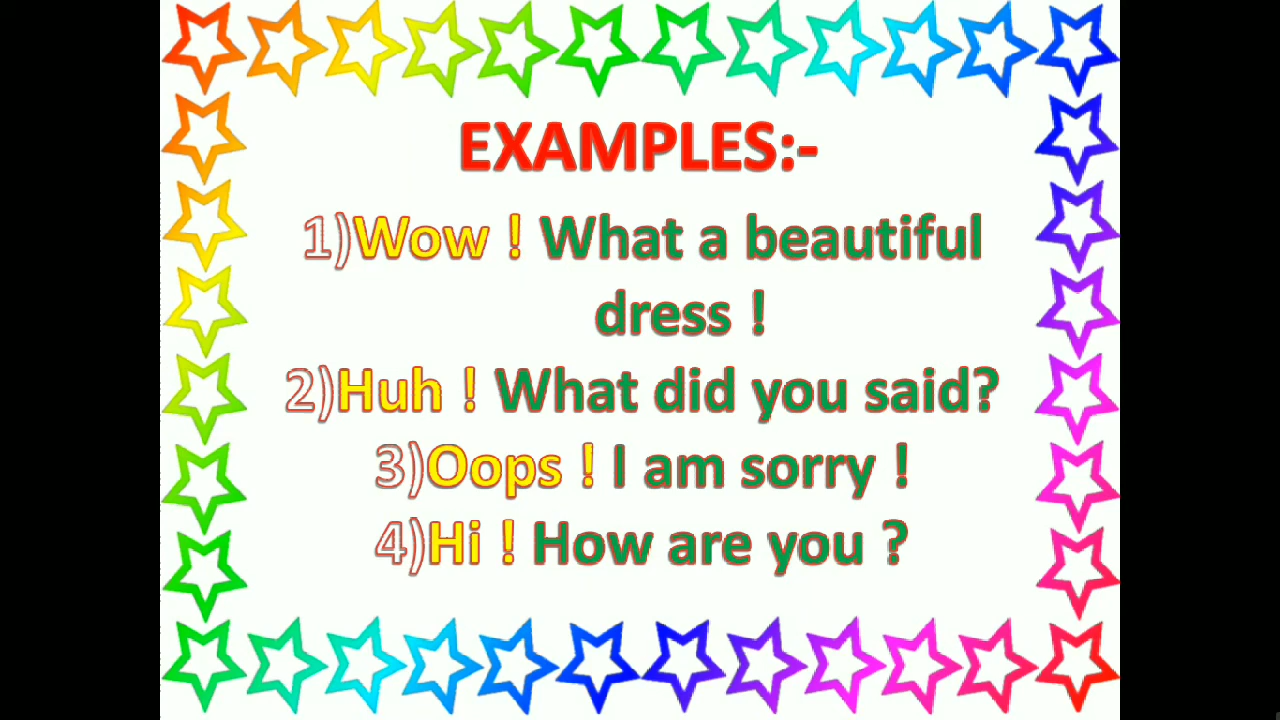 EXAMPLES:-
1)Wow ! What a beautiful
dress !
2)Huh ! What did you said?
3)Oops ! I am sorry !
4)Hi ! How are you ?